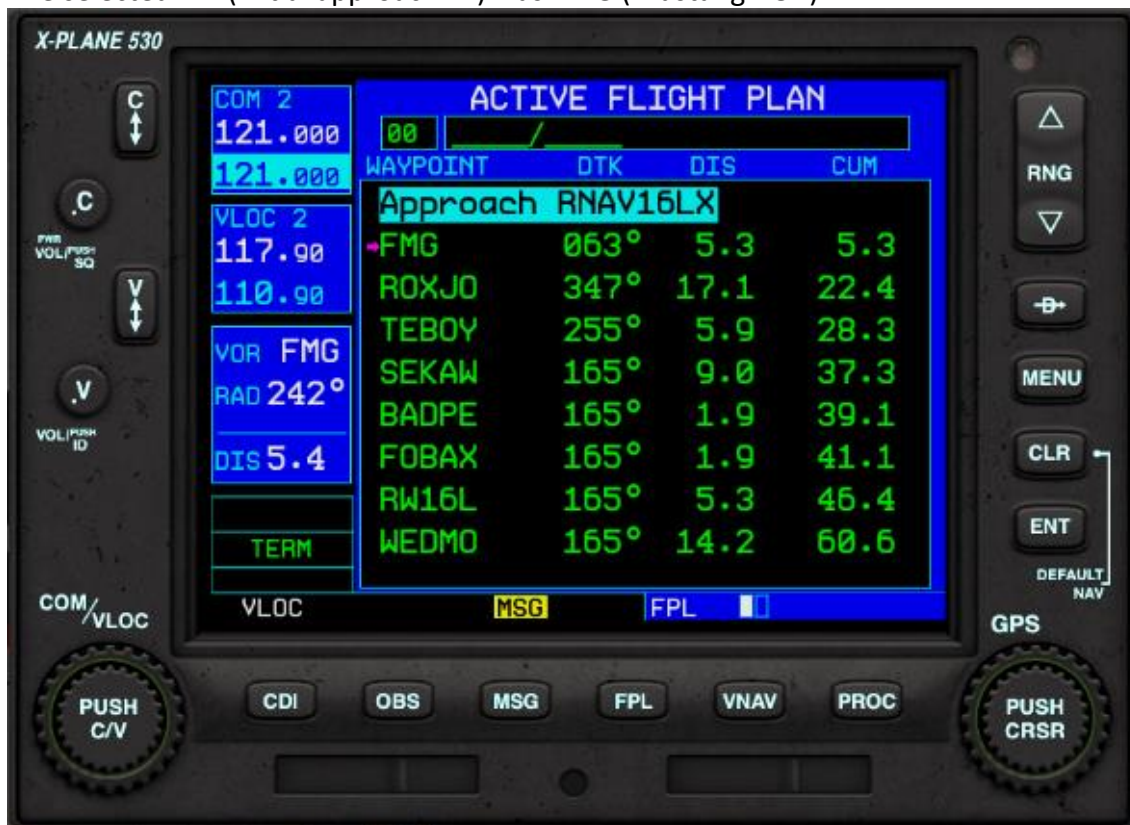 X-PLANE 530
C
COM 2
121.000
121.000
VLOC 2
117.90
110.90
VOR FMG
RAD 242°
DIS 5.4
TERM
VLOC
ACTIVE FLIGHT PLAN
00 _____/_____
WAYPOINT DTK DIS CUM
Approach RNAV16LX
FMG 063° 5.3 5.3
ROXJO 347° 17.1 22.4
TEBOY 255° 5.9 28.3
SEKAW 165° 9.0 37.3
BADPE 165° 1.9 39.1
FOBAX 165° 1.9 41.1
RW16L 165° 5.3 46.4
WEDMO 165° 14.2 60.6
MSG
FPL
.C
PWR
VOL/PUSH
SQ
V
.V
VOL/PUSH
ID
COM/VLOC
PUSH
C/V
RNG
D
MENU
CLR
ENT
DEFAULT
NAV
GPS
PUSH
CRSR
CDI OBS MSG FPL VNAV PROC